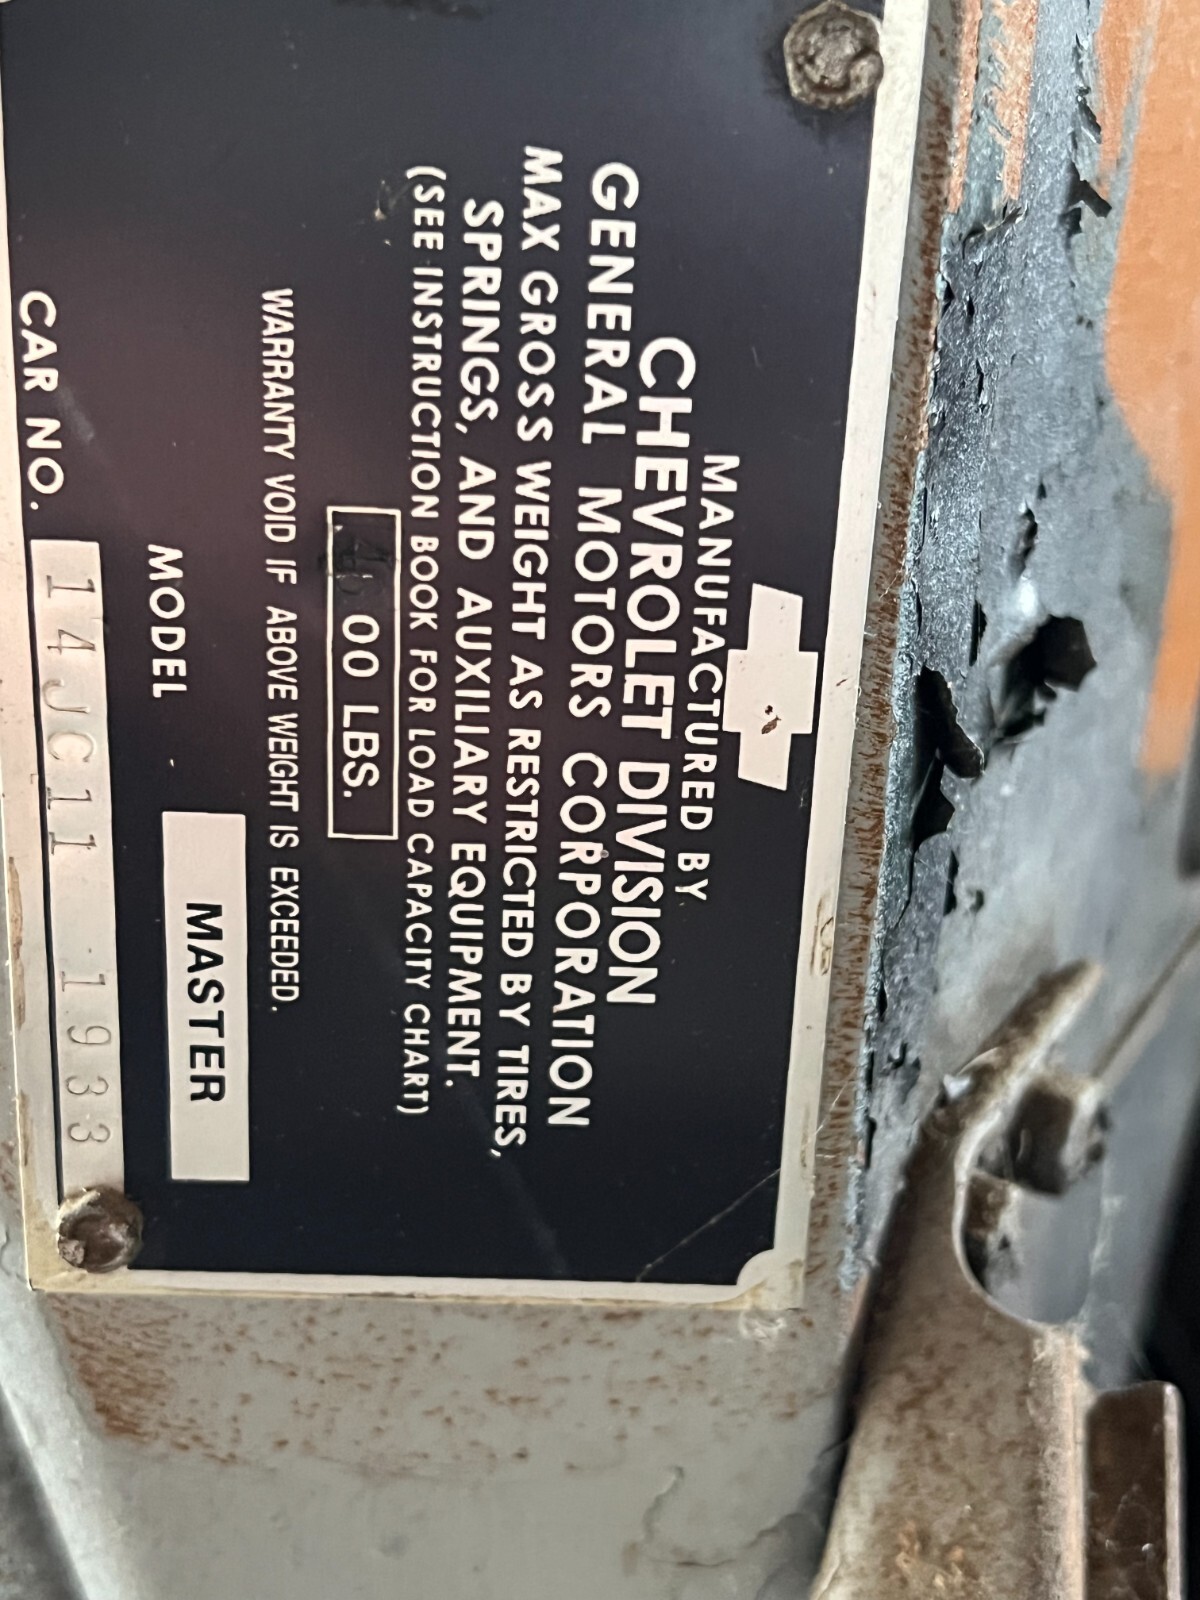 MANUFACTURED BY
CHEVROLET DIVISION
GENERAL MOTORS CORPORATION
MAX GROSS WEIGHT AS RESTRICTED BY TIRES,
SPRINGS, AND AUXILIARY EQUIPMENT.
(SEE INSTRUCTION BOOK FOR LOAD CAPACITY CHART)
00 LBS.
WARRANTY VOID IF ABOVE WEIGHT IS EXCEEDED.
MODEL MASTER
CAR NO. 14JC11 1933